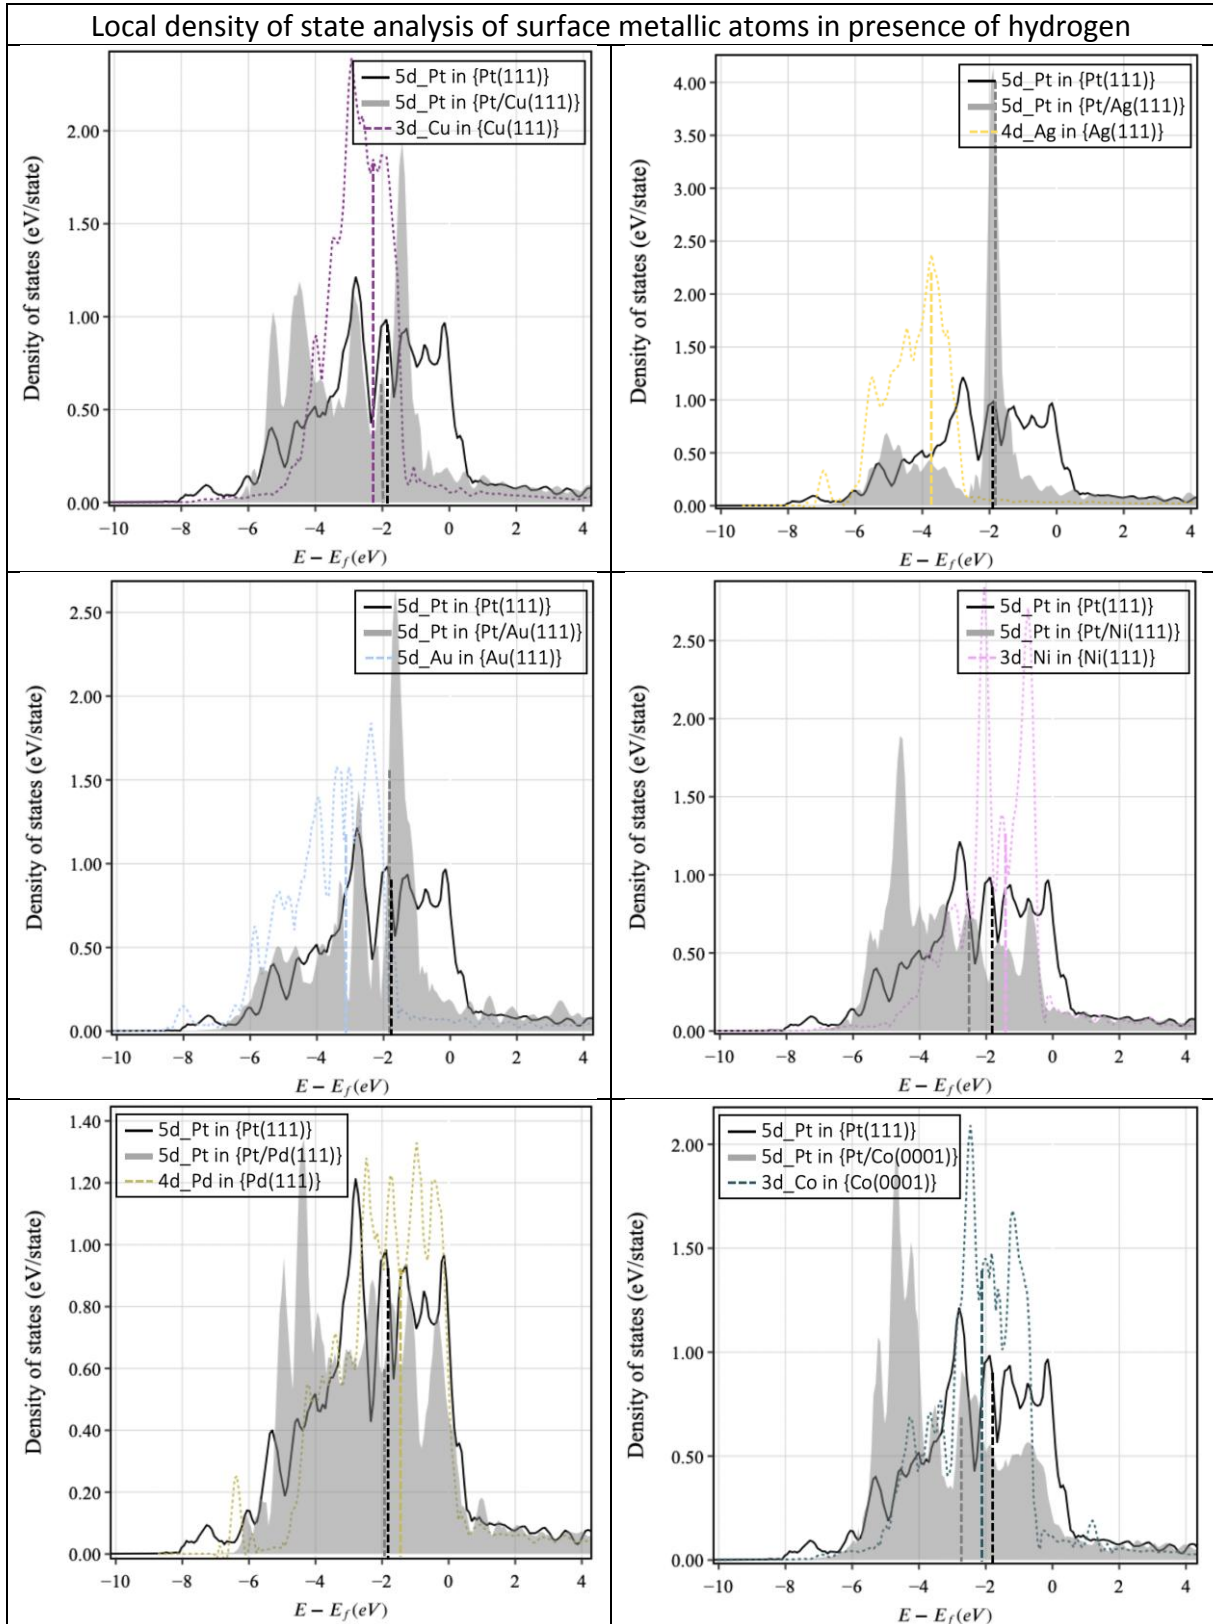 Local density of state analysis of surface metallic atoms in presence of hydrogen
5d_Pt in {Pt(111)}
5d_Pt in {Pt/Cu(111)}
3d_Cu in {Cu(111)}
Density of states (eV/state)
2.00
1.50
1.00
0.50
0.00
−10 −8 −6 −4 −2 0 2 4
E − E_f(eV)
5d_Pt in {Pt(111)}
5d_Pt in {Pt/Ag(111)}
4d_Ag in {Ag(111)}
Density of states (eV/state)
4.00
3.50
3.00
2.50
2.00
1.50
1.00
0.50
0.00
−10 −8 −6 −4 −2 0 2 4
E − E_f(eV)
5d_Pt in {Pt(111)}
5d_Pt in {Pt/Au(111)}
5d_Au in {Au(111)}
Density of states (eV/state)
2.50
2.00
1.50
1.00
0.50
0.00
−10 −8 −6 −4 −2 0 2 4
E − E_f(eV)
5d_Pt in {Pt(111)}
5d_Pt in {Pt/Ni(111)}
3d_Ni in {Ni(111)}
Density of states (eV/state)
2.50
2.00
1.50
1.00
0.50
0.00
−10 −8 −6 −4 −2 0 2 4
E − E_f(eV)
5d_Pt in {Pt(111)}
5d_Pt in {Pt/Pd(111)}
4d_Pd in {Pd(111)}
Density of states (eV/state)
1.40
1.20
1.00
0.80
0.60
0.40
0.20
0.00
−10 −8 −6 −4 −2 0 2 4
E − E_f(eV)
5d_Pt in {Pt(111)}
5d_Pt in {Pt/Co(0001)}
3d_Co in {Co(0001)}
Density of states (eV/state)
2.00
1.50
1.00
0.50
0.00
−10 −8 −6 −4 −2 0 2 4
E − E_f(eV)